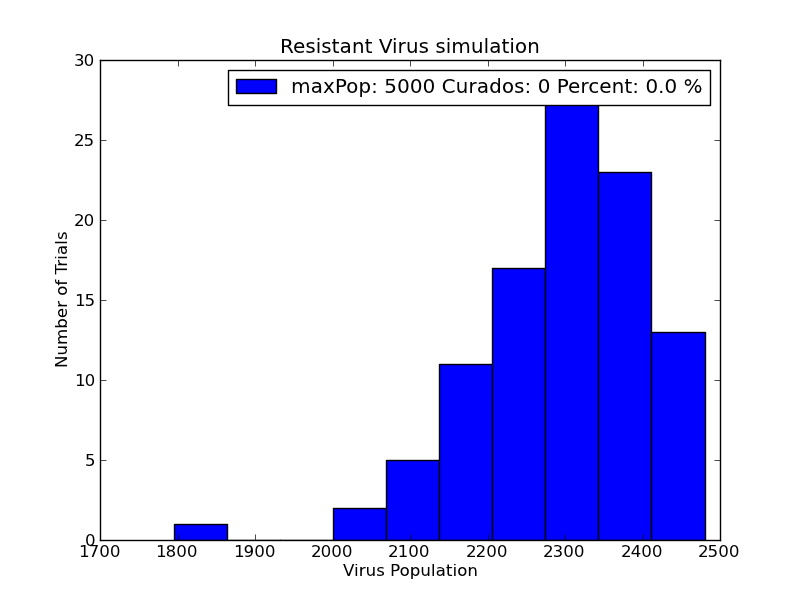 Resistant Virus simulation
maxPop: 5000 Curados: 0 Percent: 0.0 %
30
25
20
15
10
5
0
Number of Trials
1700 1800 1900 2000 2100 2200 2300 2400 2500
Virus Population